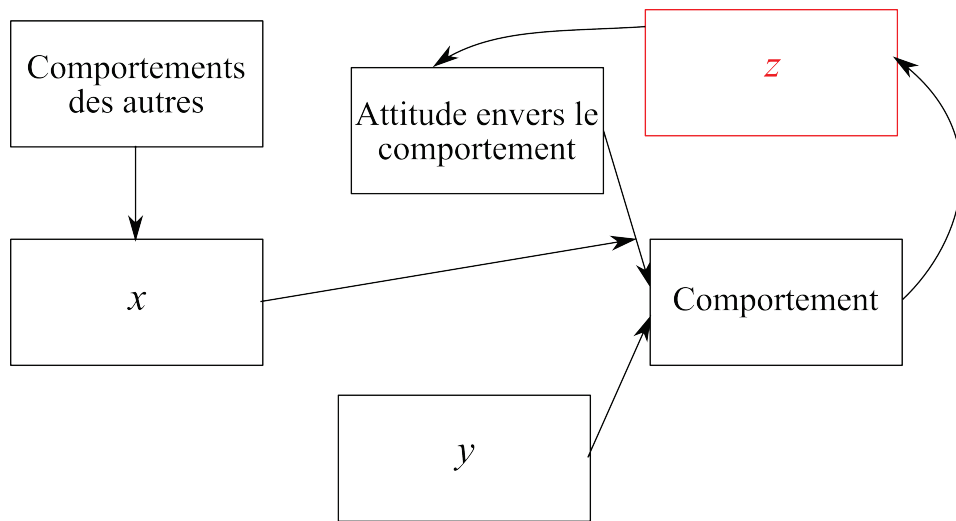 Comportements
des autres
Attitude envers le
comportement
z
x
Comportement
y